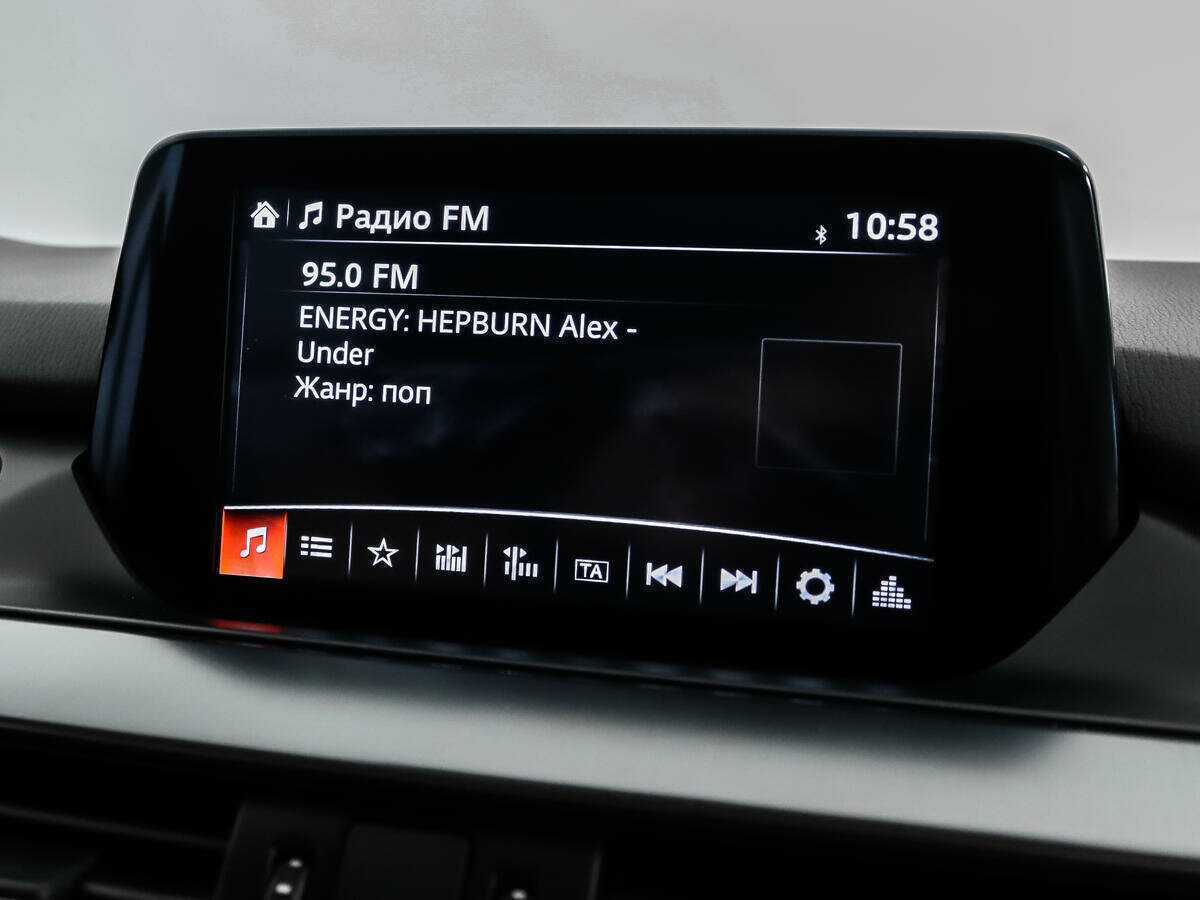 Радио FM
10:58
95.0 FM
ENERGY: HEPBURN Alex -
Under
Жанр: поп
TA